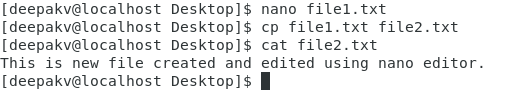 [deepakv@localhost Desktop]$ nano file1.txt
[deepakv@localhost Desktop]$ cp file1.txt file2.txt
[deepakv@localhost Desktop]$ cat file2.txt
This is new file created and edited using nano editor.
[deepakv@localhost Desktop]$